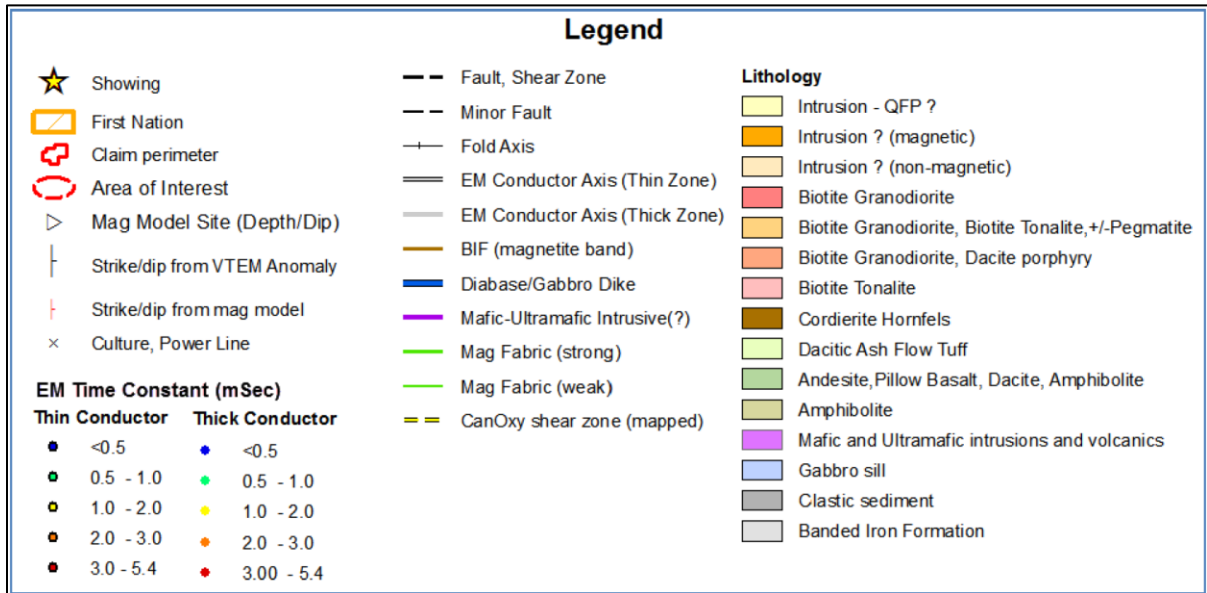 Legend
Showing
First Nation
Claim perimeter
Area of Interest
Mag Model Site (Depth/Dip)
Strike/dip from VTEM Anomaly
Strike/dip from mag model
Culture, Power Line
EM Time Constant (mSec)
Thin Conductor Thick Conductor
<0.5 <0.5
0.5 - 1.0 0.5 - 1.0
1.0 - 2.0 1.0 - 2.0
2.0 - 3.0 2.0 - 3.0
3.0 - 5.4 3.00 - 5.4
Fault, Shear Zone
Minor Fault
Fold Axis
EM Conductor Axis (Thin Zone)
EM Conductor Axis (Thick Zone)
BIF (magnetite band)
Diabase/Gabbro Dike
Mafic-Ultramafic Intrusive(?)
Mag Fabric (strong)
Mag Fabric (weak)
CanOxy shear zone (mapped)
Lithology
Intrusion - QFP ?
Intrusion ? (magnetic)
Intrusion ? (non-magnetic)
Biotite Granodiorite
Biotite Granodiorite, Biotite Tonalite,+/-Pegmatite
Biotite Granodiorite, Dacite porphyry
Biotite Tonalite
Cordierite Hornfels
Dacitic Ash Flow Tuff
Andesite,Pillow Basalt, Dacite, Amphibolite
Amphibolite
Mafic and Ultramafic intrusions and volcanics
Gabbro sill
Clastic sediment
Banded Iron Formation